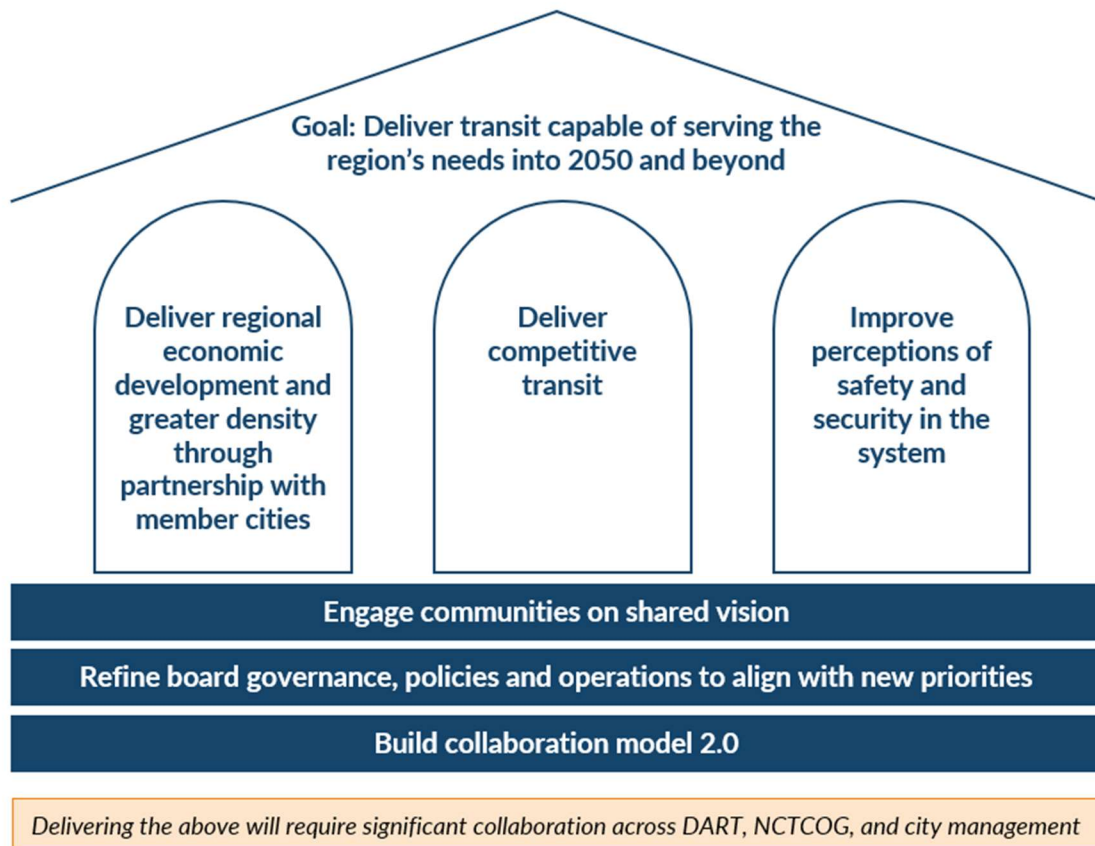 Goal: Deliver transit capable of serving the
region’s needs into 2050 and beyond
Deliver regional
economic
development and
greater density
through
partnership with
member cities
Deliver
competitive
transit
Improve
perceptions of
safety and
security in the
system
Engage communities on shared vision
Refine board governance, policies and operations to align with new priorities
Build collaboration model 2.0
Delivering the above will require significant collaboration across DART, NCTCOG, and city management